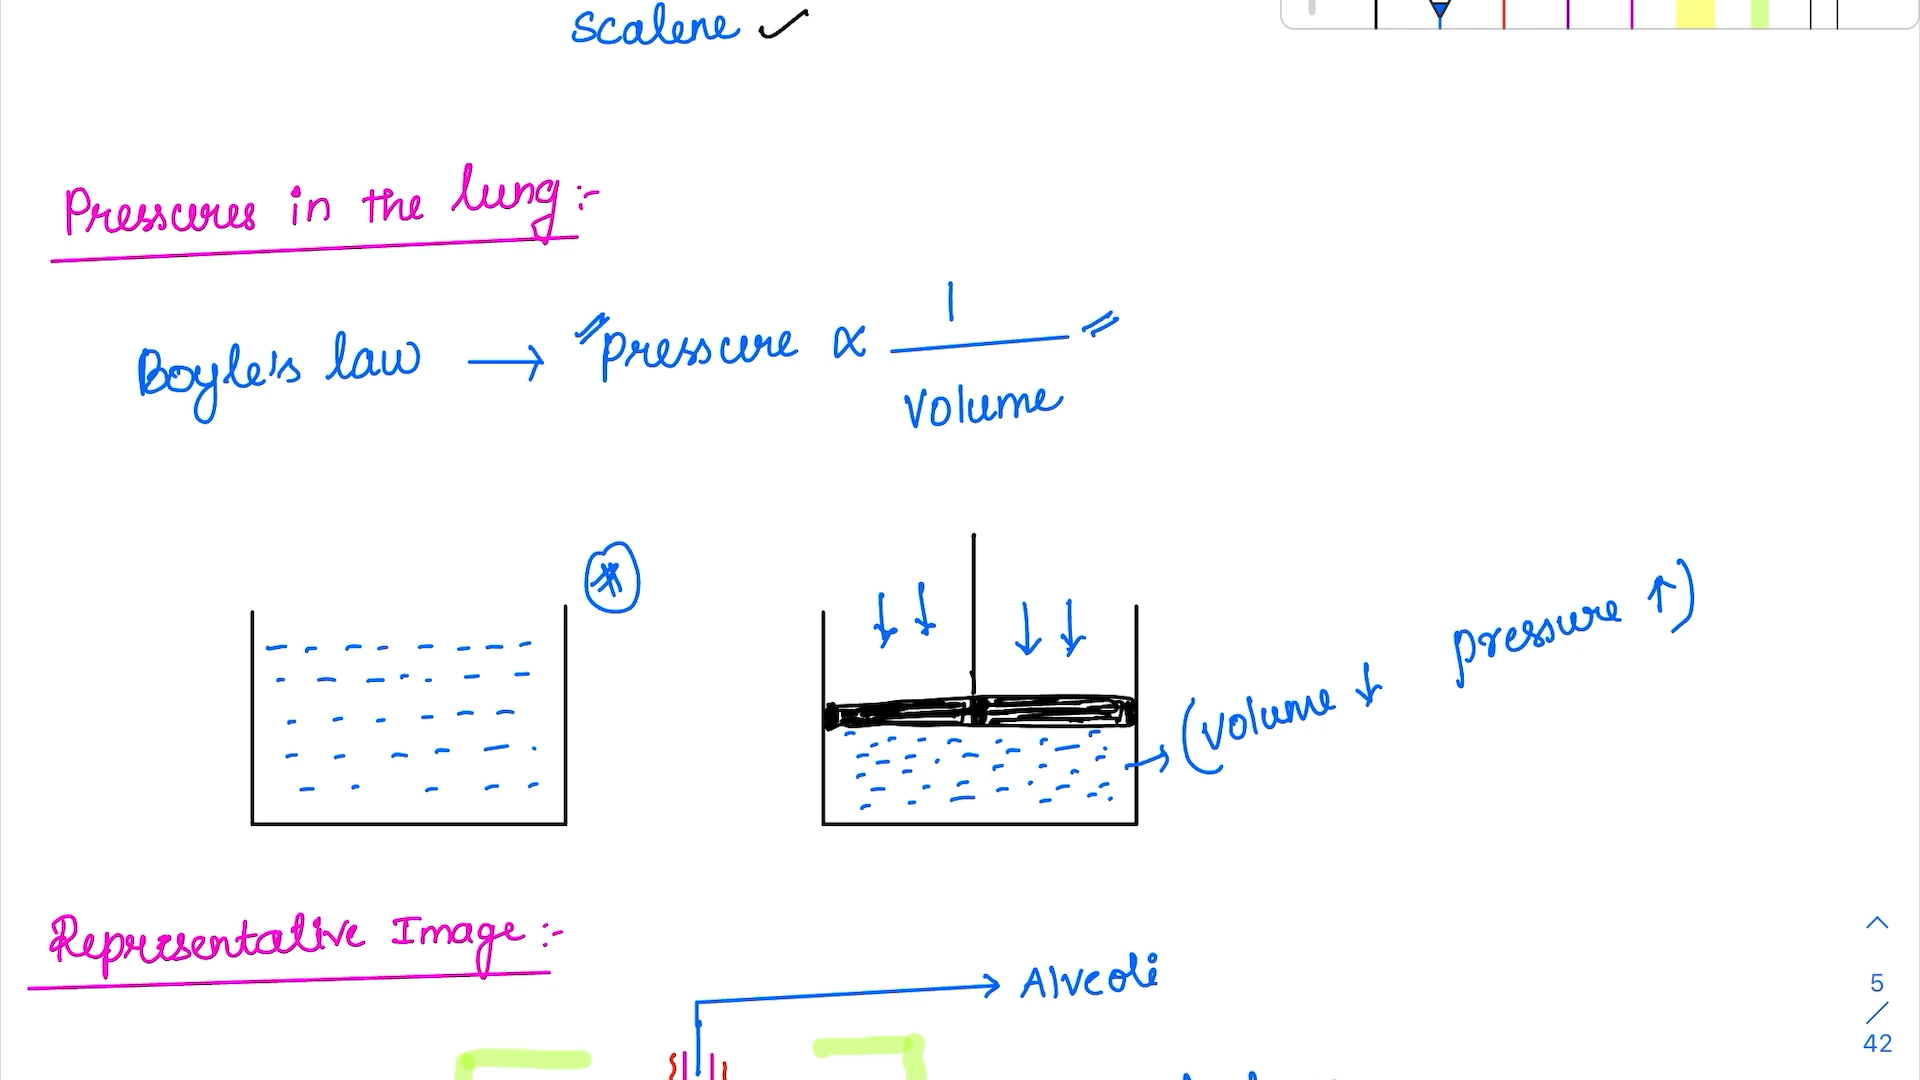 Scalene ✓
Pressures in the lung :-
Boyle's law → "Pressure ∝ 1
Volume"
*
(Volume ↓ pressure ↑)
Representative Image :-
Alveoli
5
/
42